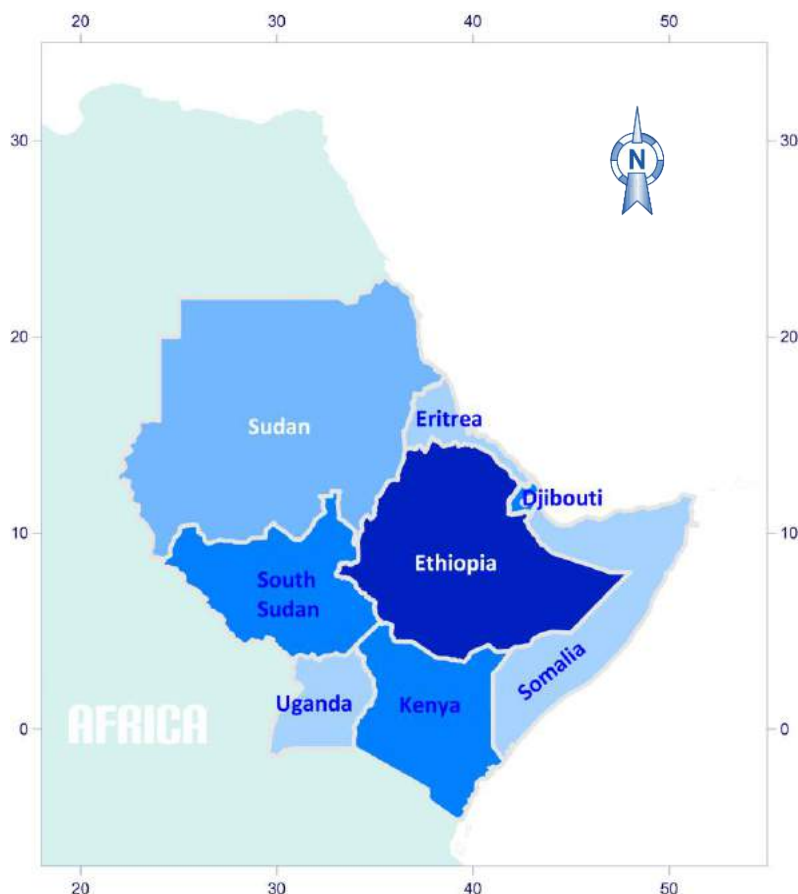 20 30 40 50
30 30
N
20 20
Eritrea
Sudan
Djibouti
10 10
Ethiopia
South
Sudan
Somalia
Uganda Kenya
AFRICA
0 0
20 30 40 50